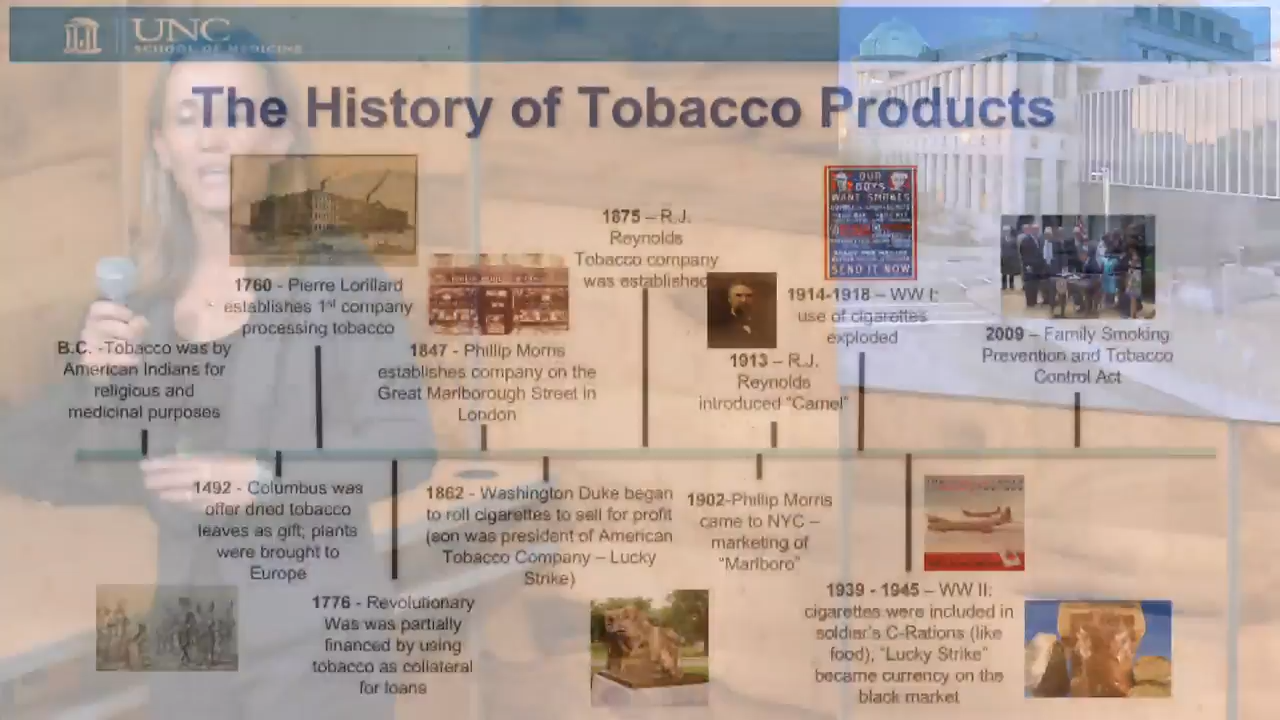 UNC
SCHOOL OF MEDICINE
The History of Tobacco Products
B.C. -Tobacco was by
American Indians for
religious and
medicinal purposes
1760 - Pierre Lorillard
establishes 1st company
processing tobacco
1847 - Phillip Morris
establishes company on the
Great Marlborough Street in
London
1875 – R.J.
Reynolds
Tobacco company
was established
1913 – R.J.
Reynolds
introduced "Camel"
OUR
BOYS
WANT SMOKES
SEND IT NOW
1914-1918 – WW I:
use of cigarettes
exploded
2009 – Family Smoking
Prevention and Tobacco
Control Act
1492 - Columbus was
offer dried tobacco
leaves as gift; plants
were brought to
Europe
1776 - Revolutionary
Was was partially
financed by using
tobacco as collateral
for loans
1862 - Washington Duke began
to roll cigarettes to sell for profit
(son was president of American
Tobacco Company – Lucky
Strike)
1902-Phillip Morris
came to NYC –
marketing of
"Marlboro"
1939 - 1945 – WW II:
cigarettes were included in
soldier's C-Rations (like
food), "Lucky Strike"
became currency on the
black market